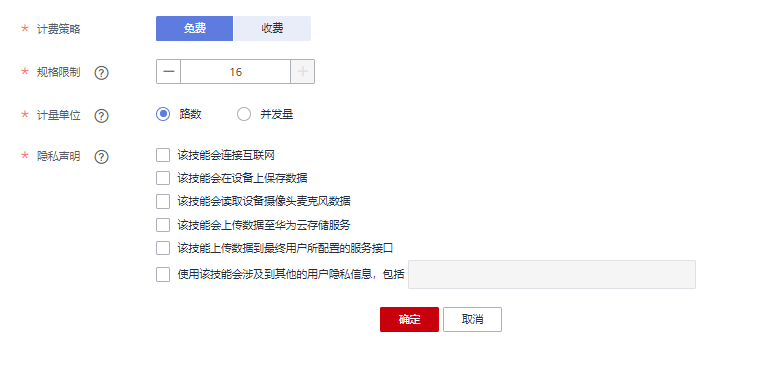 * 计费策略 免费 收费
* 规格限制 ? 16
* 计量单位 ? 路数 并发量
* 隐私声明 ? 该技能会连接互联网
该技能会在设备上保存数据
该技能会读取设备摄像头麦克风数据
该技能会上传数据至华为云存储服务
该技能上传数据到最终用户所配置的服务接口
使用该技能会涉及到其他的用户隐私信息，包括
确定 取消